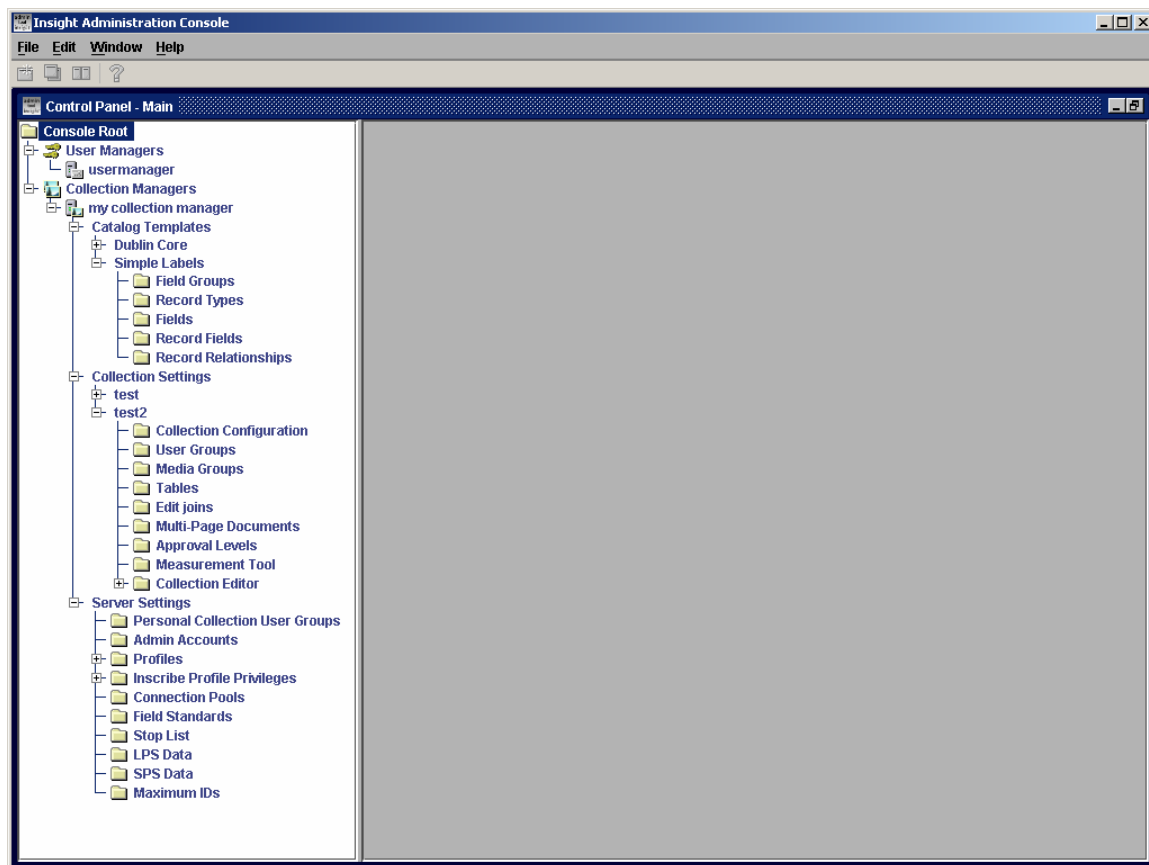 Insight Administration Console
File Edit Window Help
Control Panel - Main
Console Root
User Managers
usermanager
Collection Managers
my collection manager
Catalog Templates
Dublin Core
Simple Labels
Field Groups
Record Types
Fields
Record Fields
Record Relationships
Collection Settings
test
test2
Collection Configuration
User Groups
Media Groups
Tables
Edit joins
Multi-Page Documents
Approval Levels
Measurement Tool
Collection Editor
Server Settings
Personal Collection User Groups
Admin Accounts
Profiles
Inscribe Profile Privileges
Connection Pools
Field Standards
Stop List
LPS Data
SPS Data
Maximum IDs